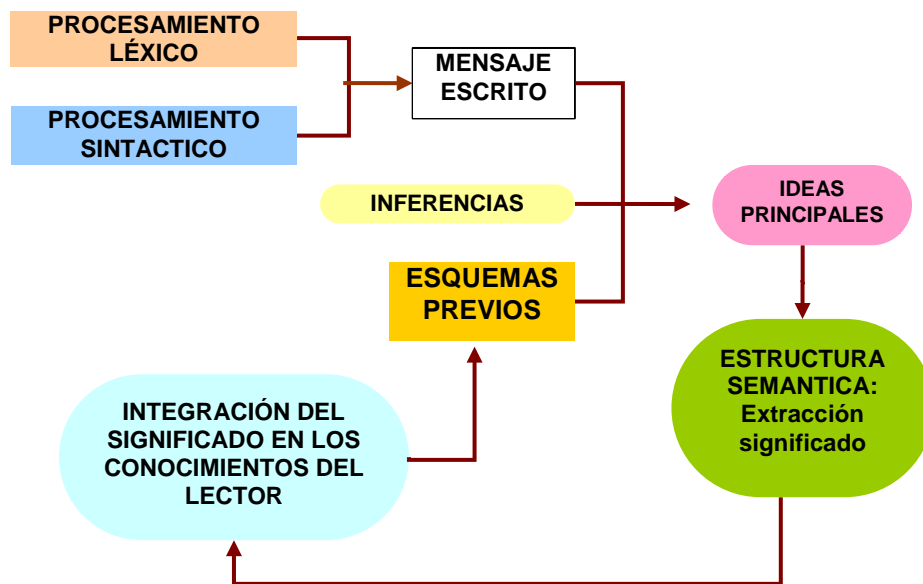 PROCESAMIENTO
LÉXICO
MENSAJE
ESCRITO
PROCESAMIENTO
SINTACTICO
IDEAS
PRINCIPALES
INFERENCIAS
ESQUEMAS
PREVIOS
ESTRUCTURA
SEMANTICA:
Extracción
significado
INTEGRACIÓN DEL
SIGNIFICADO EN LOS
CONOCIMIENTOS DEL
LECTOR